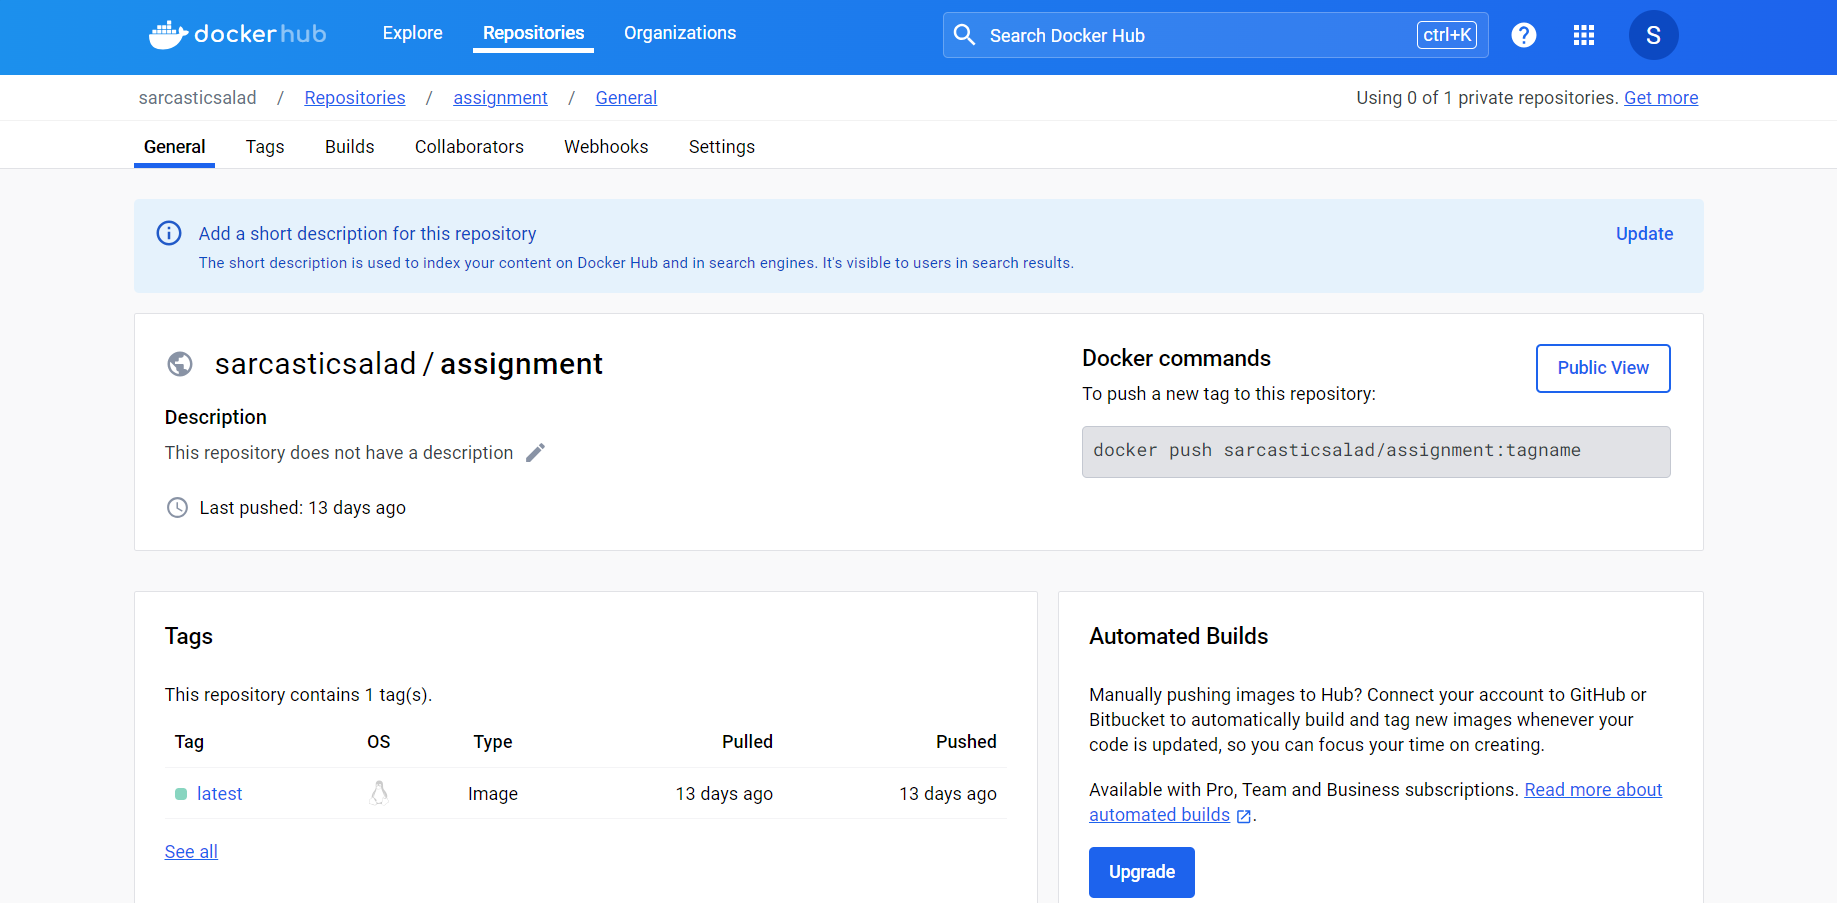 dockerhub Explore Repositories Organizations Search Docker Hub ctrl+K ? S
sarcasticsalad / Repositories / assignment / General Using 0 of 1 private repositories. Get more
General Tags Builds Collaborators Webhooks Settings
Add a short description for this repository Update
The short description is used to index your content on Docker Hub and in search engines. It's visible to users in search results.
sarcasticsalad / assignment
Description
This repository does not have a description
Last pushed: 13 days ago
Docker commands
Public View
To push a new tag to this repository:
docker push sarcasticsalad/assignment:tagname
Tags
This repository contains 1 tag(s).
Tag OS Type Pulled Pushed
latest Image 13 days ago 13 days ago
See all
Automated Builds
Manually pushing images to Hub? Connect your account to GitHub or
Bitbucket to automatically build and tag new images whenever your
code is updated, so you can focus your time on creating.
Available with Pro, Team and Business subscriptions. Read more about
automated builds .
Upgrade